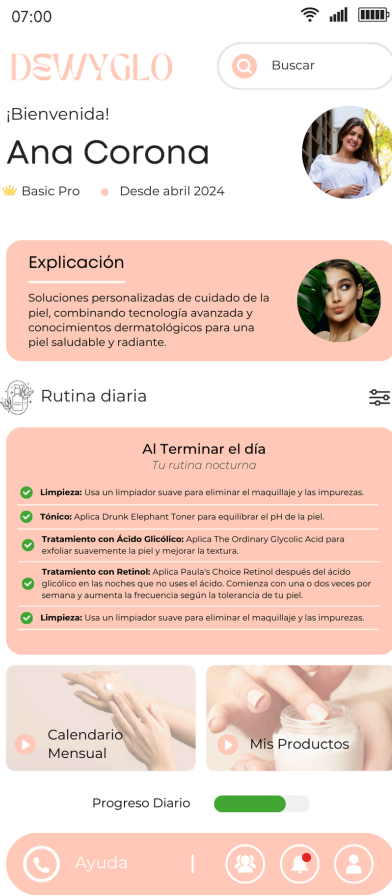 07:00
DEWYGLO
Buscar
¡Bienvenida!
Ana Corona
Basic Pro
Desde abril 2024
Explicación
Soluciones personalizadas de cuidado de la
piel, combinando tecnología avanzada y
conocimientos dermatológicos para una
piel saludable y radiante.
Rutina diaria
Al Terminar el día
Tu rutina nocturna
Limpieza: Usa un limpiador suave para eliminar el maquillaje y las impurezas.
Tónico: Aplica Drunk Elephant Toner para equilibrar el pH de la piel.
Tratamiento con Ácido Glicólico: Aplica The Ordinary Glycolic Acid para
exfoliar suavemente la piel y mejorar la textura.
Tratamiento con Retinol: Aplica Paula's Choice Retinol después del ácido
glicólico en las noches que no uses el ácido. Comienza con una o dos veces por
semana y aumenta la frecuencia según la tolerancia de tu piel.
Limpieza: Usa un limpiador suave para eliminar el maquillaje y las impurezas.
Calendario
Mensual
Mis Productos
Progreso Diario
Ayuda